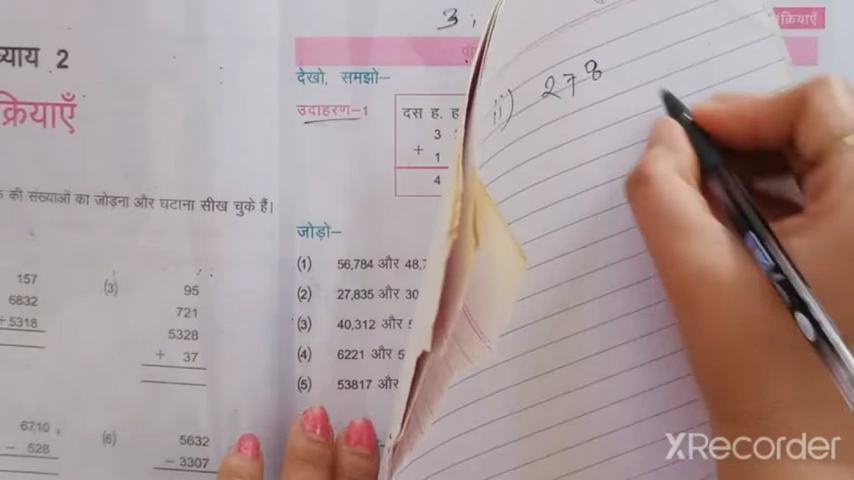 2
क्रियाएँ
की संख्याओं का जोड़ना और घटाना सीख चुके हैं।
157
6832
+5318
(3) 95
721
5328
+ 37
6710
- 528
(6) 5632
- 3307
3
क्रियाएँ
देखो, समझो–
उदाहरण–1
दस ह. ह
3
+ 1
4
जोड़ो–
(1) 56,784 और 48,7
(2) 27,835 और 30
(3) 40,312 और
(4) 6221 और 5
(5) 53817 और
ii) 278
XRecorder